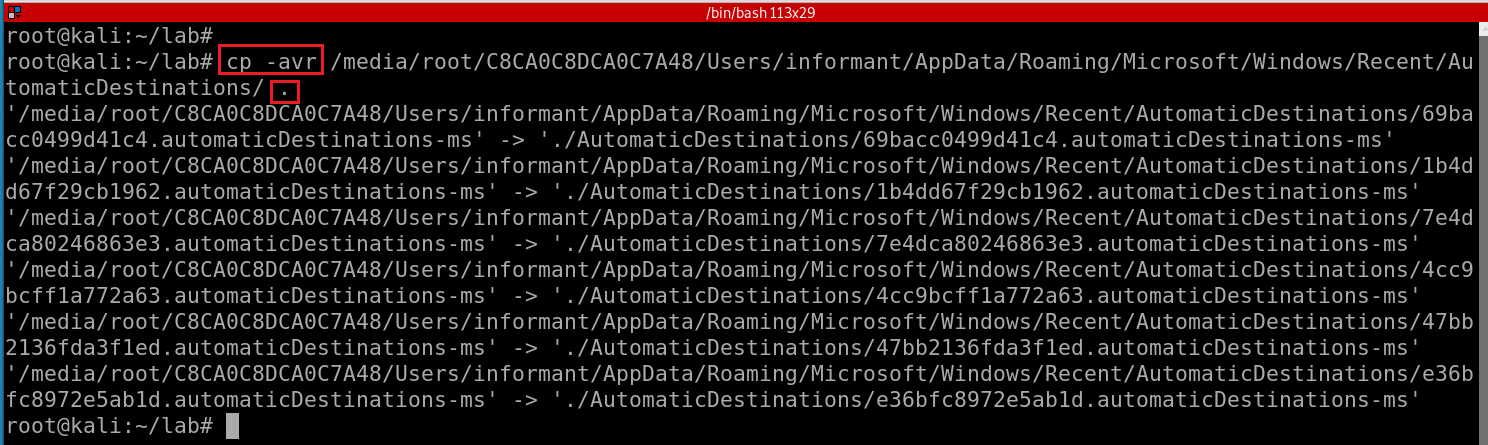 /bin/bash 113x29
root@kali:~/lab#
root@kali:~/lab# cp -avr /media/root/C8CA0C8DCA0C7A48/Users/informant/AppData/Roaming/Microsoft/Windows/Recent/Au
tomaticDestinations/ .
'/media/root/C8CA0C8DCA0C7A48/Users/informant/AppData/Roaming/Microsoft/Windows/Recent/AutomaticDestinations/69ba
cc0499d41c4.automaticDestinations-ms' -> './AutomaticDestinations/69bacc0499d41c4.automaticDestinations-ms'
'/media/root/C8CA0C8DCA0C7A48/Users/informant/AppData/Roaming/Microsoft/Windows/Recent/AutomaticDestinations/1b4d
d67f29cb1962.automaticDestinations-ms' -> './AutomaticDestinations/1b4dd67f29cb1962.automaticDestinations-ms'
'/media/root/C8CA0C8DCA0C7A48/Users/informant/AppData/Roaming/Microsoft/Windows/Recent/AutomaticDestinations/7e4d
ca80246863e3.automaticDestinations-ms' -> './AutomaticDestinations/7e4dca80246863e3.automaticDestinations-ms'
'/media/root/C8CA0C8DCA0C7A48/Users/informant/AppData/Roaming/Microsoft/Windows/Recent/AutomaticDestinations/4cc9
bcff1a772a63.automaticDestinations-ms' -> './AutomaticDestinations/4cc9bcff1a772a63.automaticDestinations-ms'
'/media/root/C8CA0C8DCA0C7A48/Users/informant/AppData/Roaming/Microsoft/Windows/Recent/AutomaticDestinations/47bb
2136fda3f1ed.automaticDestinations-ms' -> './AutomaticDestinations/47bb2136fda3f1ed.automaticDestinations-ms'
'/media/root/C8CA0C8DCA0C7A48/Users/informant/AppData/Roaming/Microsoft/Windows/Recent/AutomaticDestinations/e36b
fc8972e5ab1d.automaticDestinations-ms' -> './AutomaticDestinations/e36bfc8972e5ab1d.automaticDestinations-ms'
root@kali:~/lab#